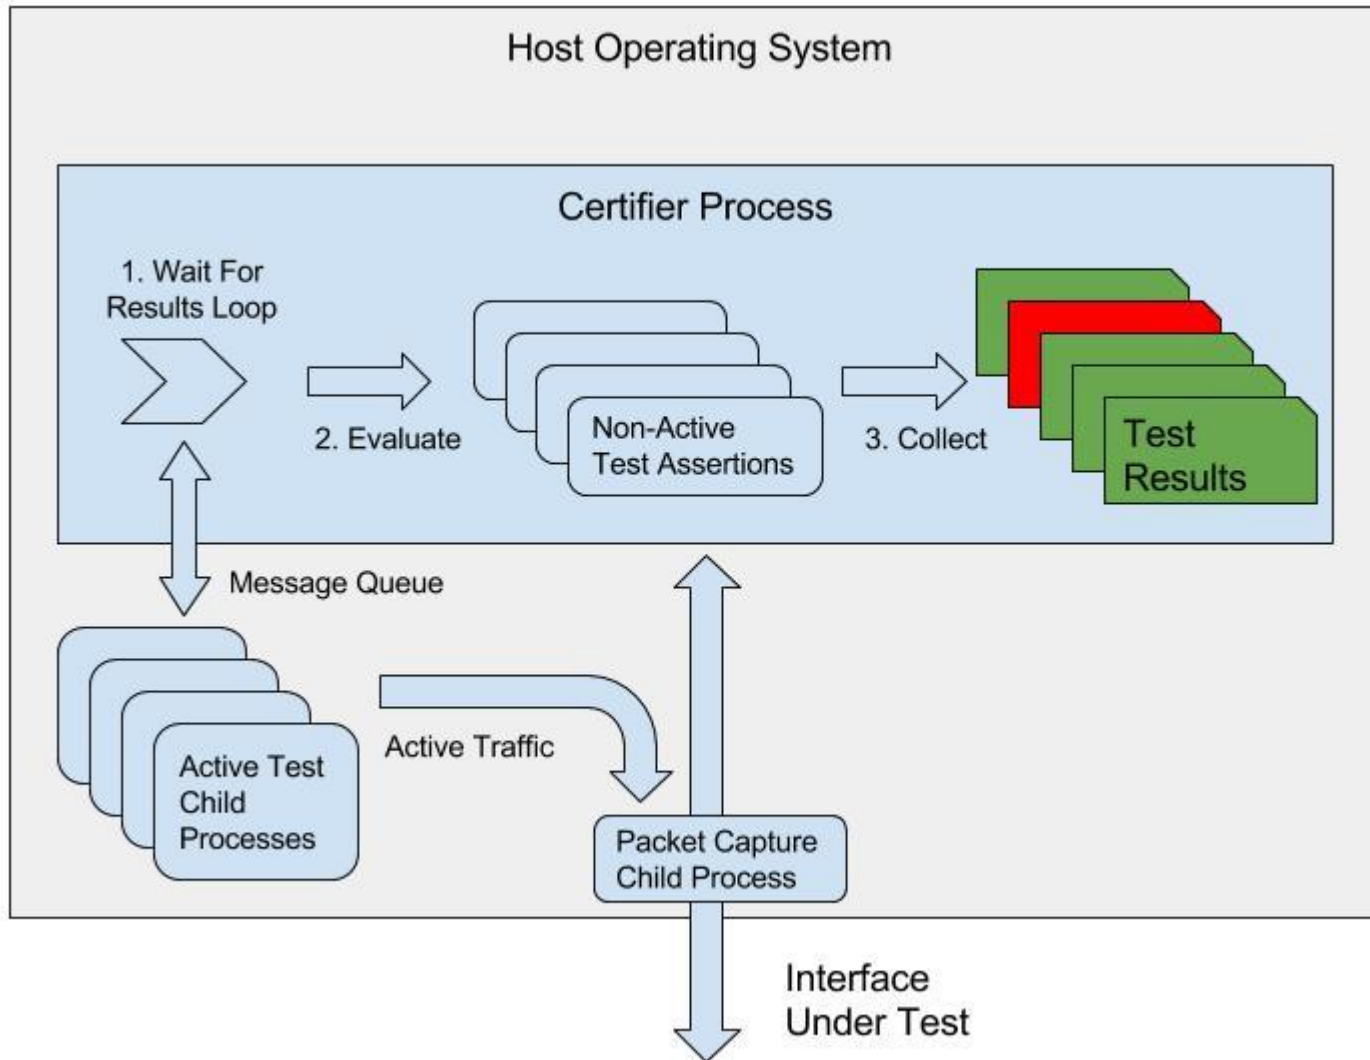 Host Operating System
Certifier Process
1. Wait For
Results Loop
2. Evaluate
Non-Active
Test Assertions
3. Collect
Test
Results
Message Queue
Active Test
Child
Processes
Active Traffic
Packet Capture
Child Process
Interface
Under Test